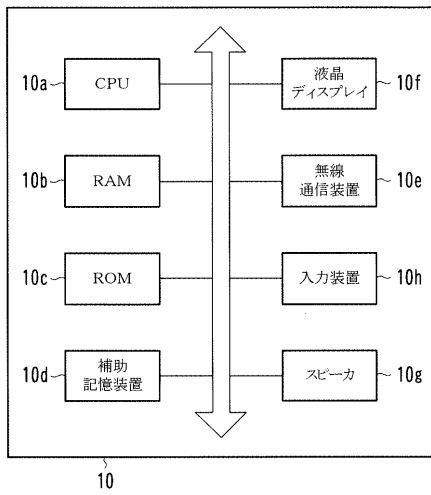 10a
CPU
液晶
ディスプレイ
10f
10b
RAM
無線
通信装置
10e
10c
ROM
入力装置
10h
10d
補助
記憶装置
スピーカ
10g
10